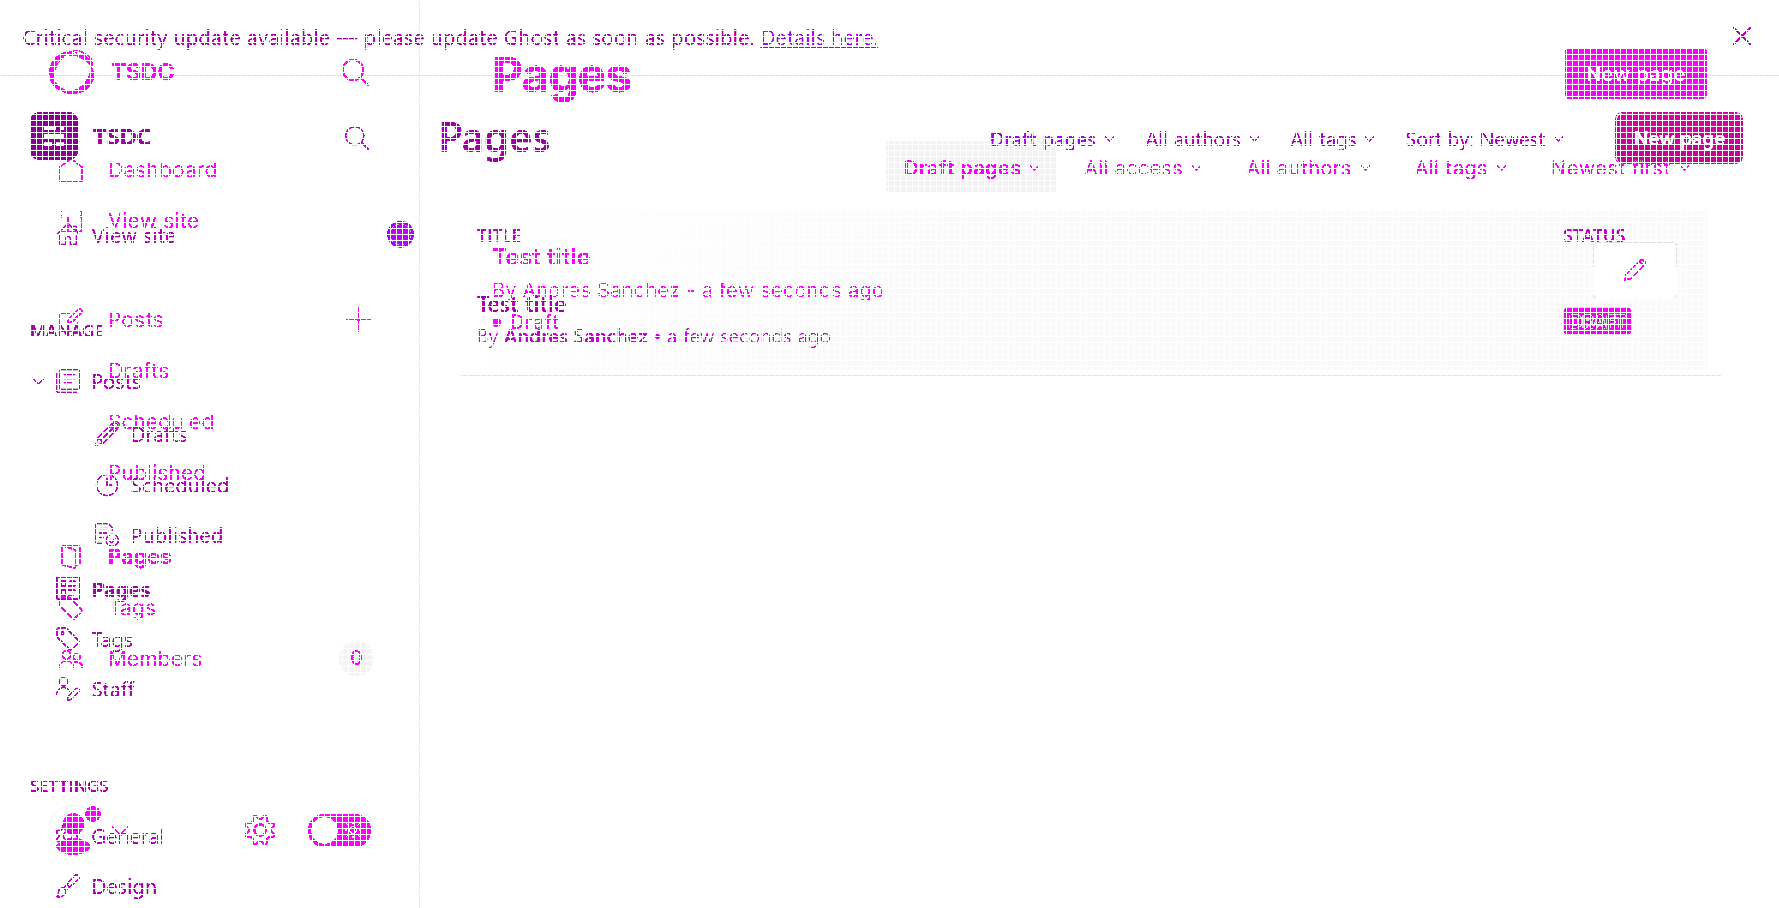 Critical security update available — please update Ghost as soon as possible. Details here.
TSDC
Pages
New page
TSDC
Pages
Draft pages
All authors
All tags
Sort by: Newest
New page
Dashboard
Draft pages
All access
All authors
All tags
Newest first
View site
View site
TITLE
STATUS
Test title
By Andres Sanchez - a few seconds ago
Test title
Draft
By Andres Sanchez • a few seconds ago
Posts
MANAGE
Drafts
Posts
Scheduled
Drafts
Published
Scheduled
Published
Pages
Pages
Tags
Tags
Members
0
Staff
SETTINGS
General
Design